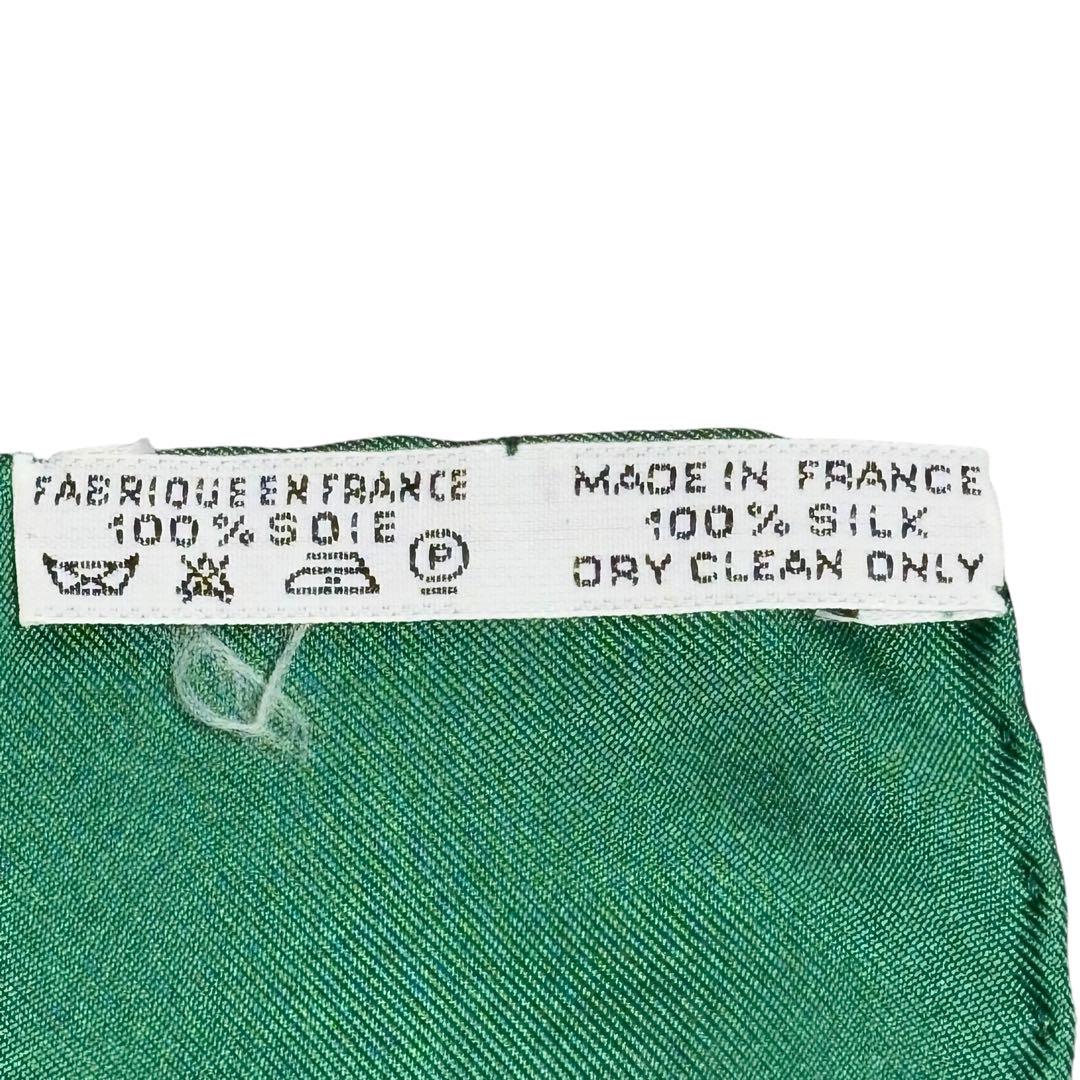 FABRIQUE EN FRANCE
100% SOIE
P
MADE IN FRANCE
100% SILK
DRY CLEAN ONLY